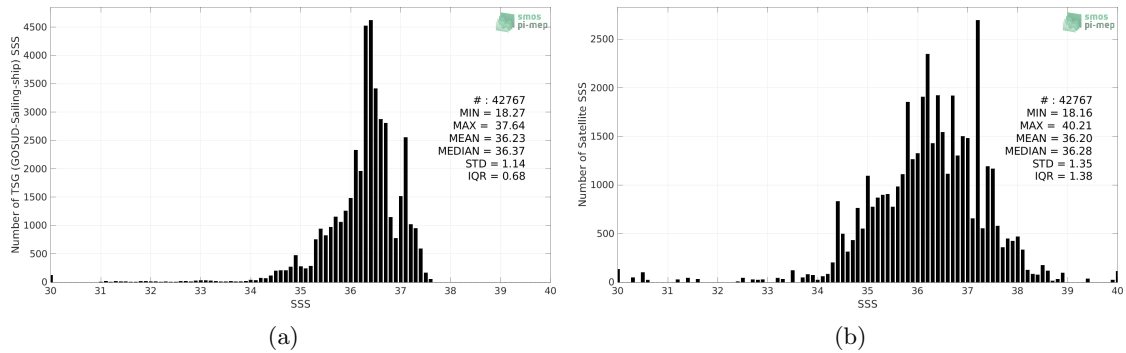 Number of TSG (GOSUD-Sailing-ship) SSS
4500
4000
3500
3000
2500
2000
1500
1000
500
0
30 31 32 33 34 35 36 37 38 39 40
SSS
smos
pi-mep
# : 42767
MIN = 18.27
MAX = 37.64
MEAN = 36.23
MEDIAN = 36.37
STD = 1.14
IQR = 0.68
(a)
Number of Satellite SSS
2500
2000
1500
1000
500
0
30 31 32 33 34 35 36 37 38 39 40
SSS
smos
pi-mep
# : 42767
MIN = 18.16
MAX = 40.21
MEAN = 36.20
MEDIAN = 36.28
STD = 1.35
IQR = 1.38
(b)